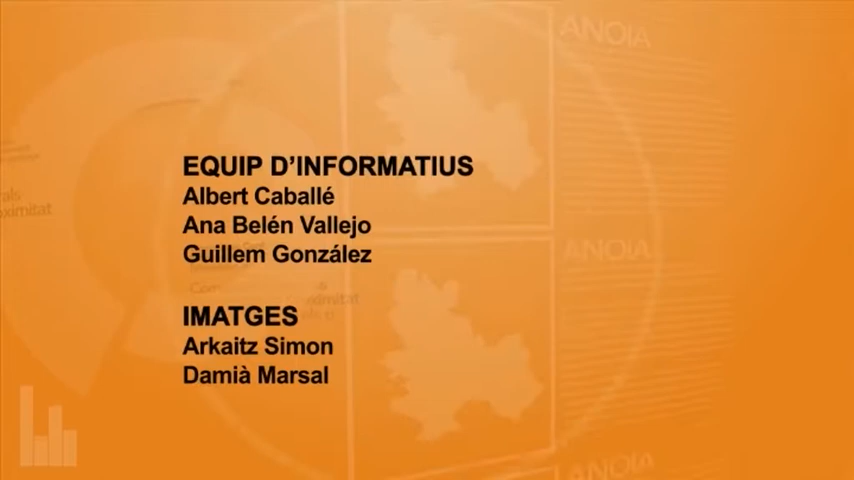 EQUIP D'INFORMATIUS
Albert Caballé
Ana Belén Vallejo
Guillem González
IMATGES
Arkaitz Simon
Damià Marsal
ANOIA
ANOIA
ANOIA